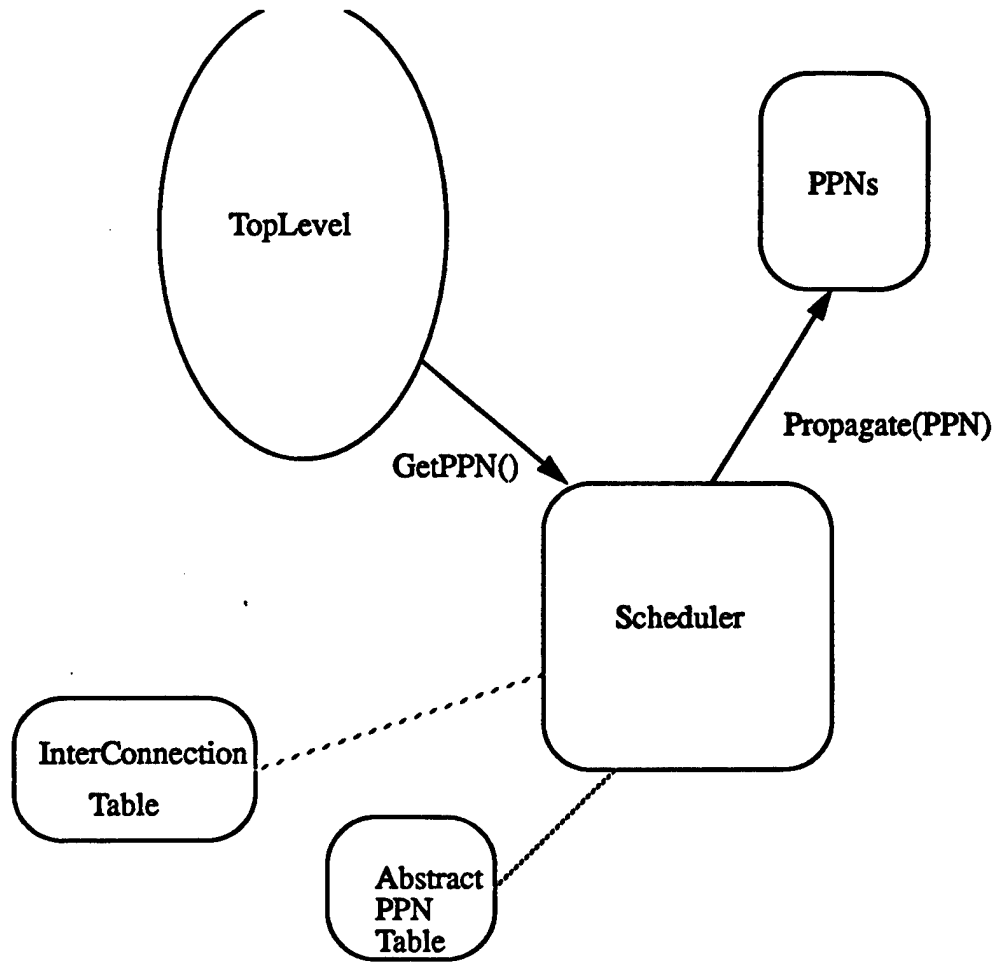 PPNs
TopLevel
Propagate(PPN)
GetPPN()
Scheduler
InterConnection
Table
Abstract
PPN
Table